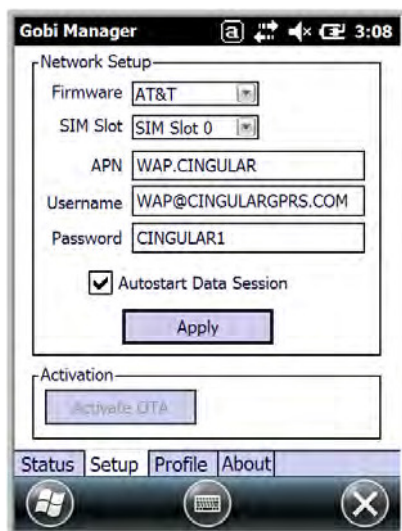 Gobi Manager a 3:08
Network Setup
Firmware AT&T
SIM Slot SIM Slot 0
APN WAP.CINGULAR
Username WAP@CINGULARGPRS.COM
Password CINGULAR1
Autostart Data Session
Apply
Activation
Activate OTA
Status Setup Profile About